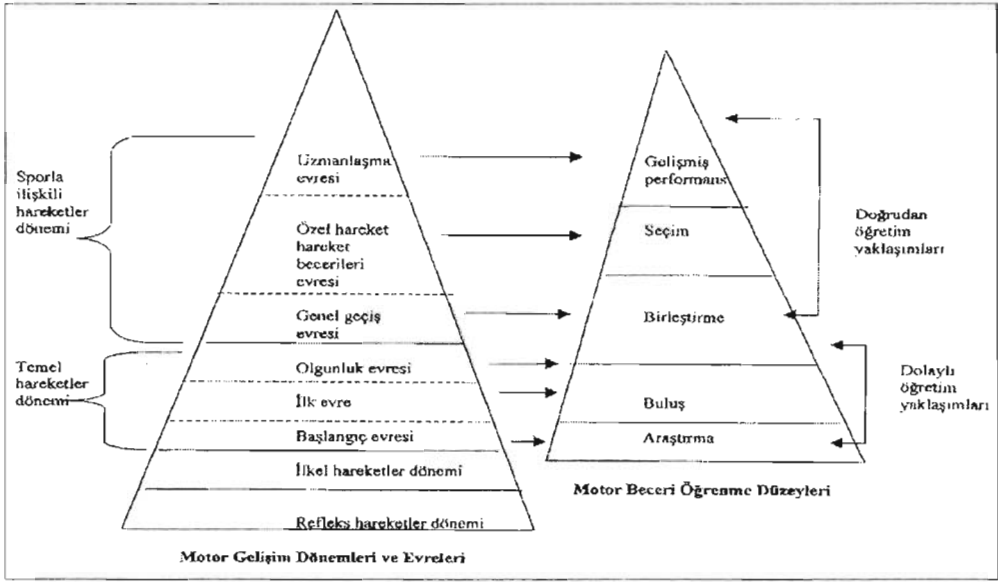 Sporla
ilişkili
hareketler
dönemi
Temel
hareketler
dönemi
Uzmanlaşma
evresi
Özel hareket
hareket
becerileri
evresi
Genel geçiş
evresi
Olgunluk evresi
İlk evre
Başlangıç evresi
İlkel hareketler dönemi
Refleks hareketler dönemi
Motor Gelişim Dönemleri ve Evreleri
Gelişmiş
performans
Seçim
Birleştirme
Buluş
Araştırma
Motor Beceri Öğrenme Düzeyleri
Doğrudan
öğretim
yaklaşımları
Dolaylı
öğretim
yaklaşımları